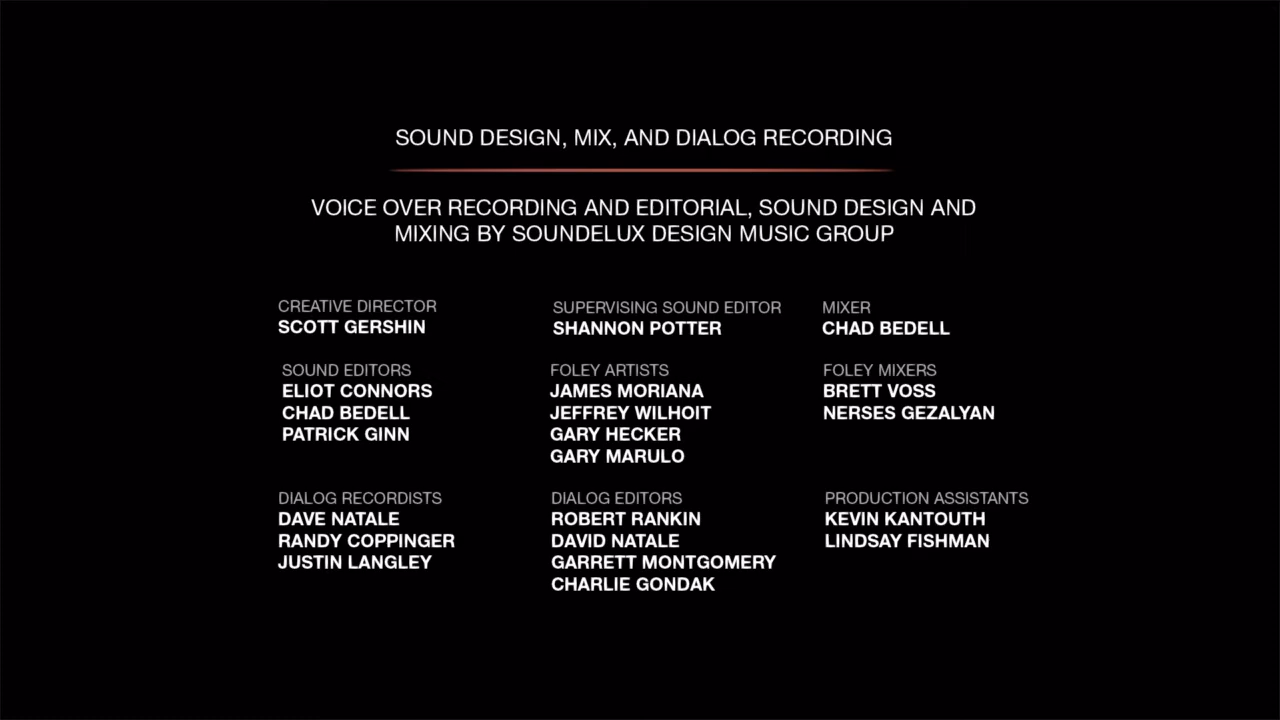 SOUND DESIGN, MIX, AND DIALOG RECORDING
VOICE OVER RECORDING AND EDITORIAL, SOUND DESIGN AND
MIXING BY SOUNDELUX DESIGN MUSIC GROUP
CREATIVE DIRECTOR
SCOTT GERSHIN
SUPERVISING SOUND EDITOR
SHANNON POTTER
MIXER
CHAD BEDELL
SOUND EDITORS
ELIOT CONNORS
CHAD BEDELL
PATRICK GINN
FOLEY ARTISTS
JAMES MORIANA
JEFFREY WILHOIT
GARY HECKER
GARY MARULO
FOLEY MIXERS
BRETT VOSS
NERSES GEZALYAN
DIALOG RECORDISTS
DAVE NATALE
RANDY COPPINGER
JUSTIN LANGLEY
DIALOG EDITORS
ROBERT RANKIN
DAVID NATALE
GARRETT MONTGOMERY
CHARLIE GONDAK
PRODUCTION ASSISTANTS
KEVIN KANTOUTH
LINDSAY FISHMAN